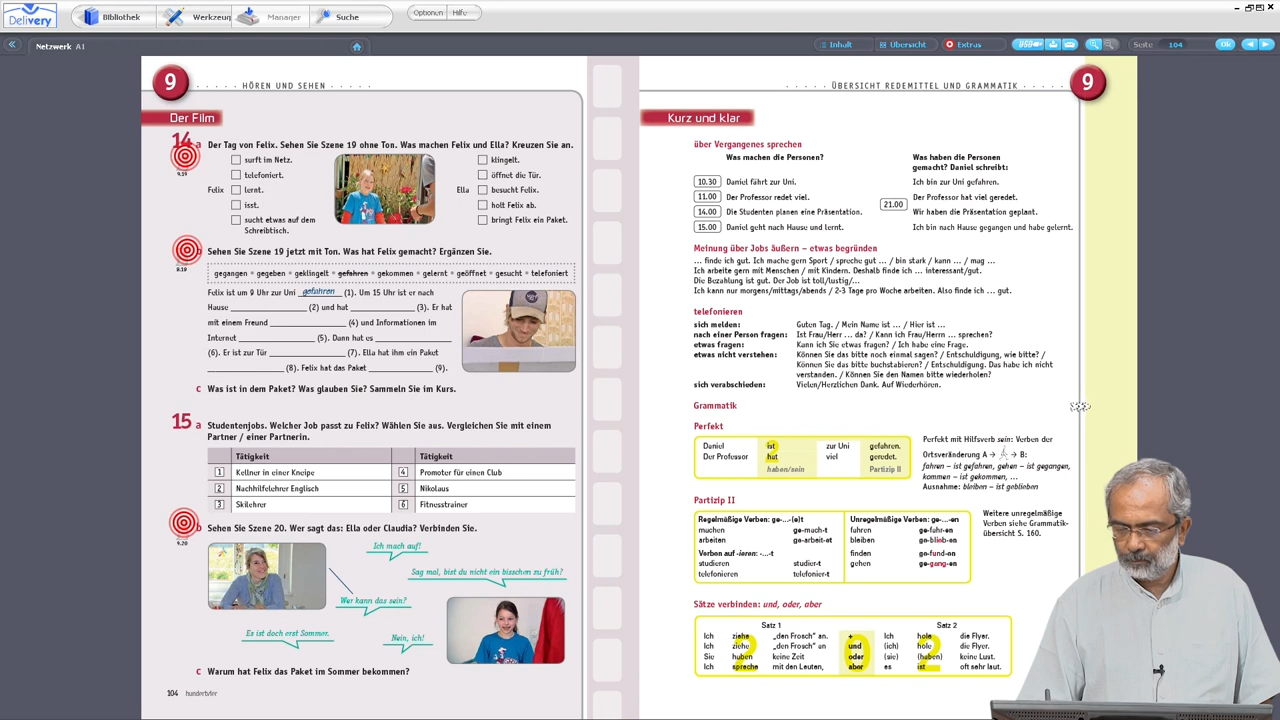 Delivery
Bibliothek
Werkzeug
Manager
Suche
Optionen
Hilfe
Netzwerk A1
Inhalt
Übersicht
Extras
USB
Seite 104
Ok
9
HÖREN UND SEHEN
Der Film
14 a Der Tag von Felix. Sehen Sie Szene 19 ohne Ton. Was machen Felix und Ella? Kreuzen Sie an.
9.19
surft im Netz.
telefoniert.
Felix lernt.
isst.
sucht etwas auf dem
Schreibtisch.
klingelt.
öffnet die Tür.
Ella besucht Felix.
holt Felix ab.
bringt Felix ein Paket.
b Sehen Sie Szene 19 jetzt mit Ton. Was hat Felix gemacht? Ergänzen Sie.
9.19
gegangen • gegeben • geklingelt • gefahren • gekommen • gelernt • geöffnet • gesucht • telefoniert
Felix ist um 9 Uhr zur Uni gefahren (1). Um 15 Uhr ist er nach
Hause ____________ (2) und hat ____________ (3). Er hat
mit einem Freund ____________ (4) und Informationen im
Internet ____________ (5). Dann hat es ____________
(6). Er ist zur Tür ____________ (7). Ella hat ihm ein Paket
____________ (8). Felix hat das Paket ____________ (9).
c Was ist in dem Paket? Was glauben Sie? Sammeln Sie im Kurs.
15 a Studentenjobs. Welcher Job passt zu Felix? Wählen Sie aus. Vergleichen Sie mit einem
Partner / einer Partnerin.
Tätigkeit Tätigkeit
1 Kellner in einer Kneipe 4 Promoter für einen Club
2 Nachhilfelehrer Englisch 5 Nikolaus
3 Skilehrer 6 Fitnesstrainer
b Sehen Sie Szene 20. Wer sagt das: Ella oder Claudia? Verbinden Sie.
9.20
Ich mach auf!
Sag mal, bist du nicht ein bisschen zu früh?
Wer kann das sein?
Es ist doch erst Sommer.
Nein, ich!
c Warum hat Felix das Paket im Sommer bekommen?
104 hundertvier
ÜBERSICHT REDEMITTEL UND GRAMMATIK
9
Kurz und klar
über Vergangenes sprechen
Was machen die Personen?
10.30 Daniel fährt zur Uni.
11.00 Der Professor redet viel.
14.00 Die Studenten planen eine Präsentation.
15.00 Daniel geht nach Hause und lernt.
Was haben die Personen
gemacht? Daniel schreibt:
21.00
Ich bin zur Uni gefahren.
Der Professor hat viel geredet.
Wir haben die Präsentation geplant.
Ich bin nach Hause gegangen und habe gelernt.
Meinung über Jobs äußern – etwas begründen
... finde ich gut. Ich mache gern Sport / spreche gut ... / bin stark / kann ... / mag ...
Ich arbeite gern mit Menschen / mit Kindern. Deshalb finde ich ... interessant/gut.
Die Bezahlung ist gut. Der Job ist toll/lustig/...
Ich kann nur morgens/mittags/abends / 2-3 Tage pro Woche arbeiten. Also finde ich ... gut.
telefonieren
sich melden: Guten Tag. / Mein Name ist ... / Hier ist ...
nach einer Person fragen: Ist Frau/Herr ... da? / Kann ich Frau/Herrn ... sprechen?
etwas fragen: Kann ich Sie etwas fragen? / Ich habe eine Frage.
etwas nicht verstehen: Können Sie das bitte noch einmal sagen? / Entschuldigung, wie bitte? /
Können Sie das bitte buchstabieren? / Entschuldigung. Das habe ich nicht
verstanden. / Können Sie den Namen bitte wiederholen?
sich verabschieden: Vielen/Herzlichen Dank. Auf Wiederhören.
Grammatik
Perfekt
Daniel ist zur Uni gefahren.
Der Professor hat viel geredet.
haben/sein Partizip II
2
Perfekt mit Hilfsverb sein: Verben der
Ortsveränderung A → → B:
fahren – ist gefahren, gehen – ist gegangen,
kommen – ist gekommen, ...
Ausnahme: bleiben – ist geblieben
Partizip II
Regelmäßige Verben: ge-...-(e)t
machen ge-mach-t
arbeiten ge-arbeit-et
Verben auf -ieren: -...-t
studieren studier-t
telefonieren telefonier-t
Unregelmäßige Verben: ge-...-en
fahren ge-fahr-en
bleiben ge-blieb-en
finden ge-fund-en
gehen ge-gang-en
Weitere unregelmäßige
Verben siehe Grammatik-
übersicht S. 160.
Sätze verbinden: und, oder, aber
Satz 1 Satz 2
Ich ziehe „den Frosch“ an. + Ich hole die Flyer.
Ich ziehe „den Frosch“ an und (ich) hole die Flyer.
Sie haben keine Zeit oder (sie) (haben) keine Lust.
Ich spreche mit den Leuten, aber es ist oft sehr laut.
2 0 2